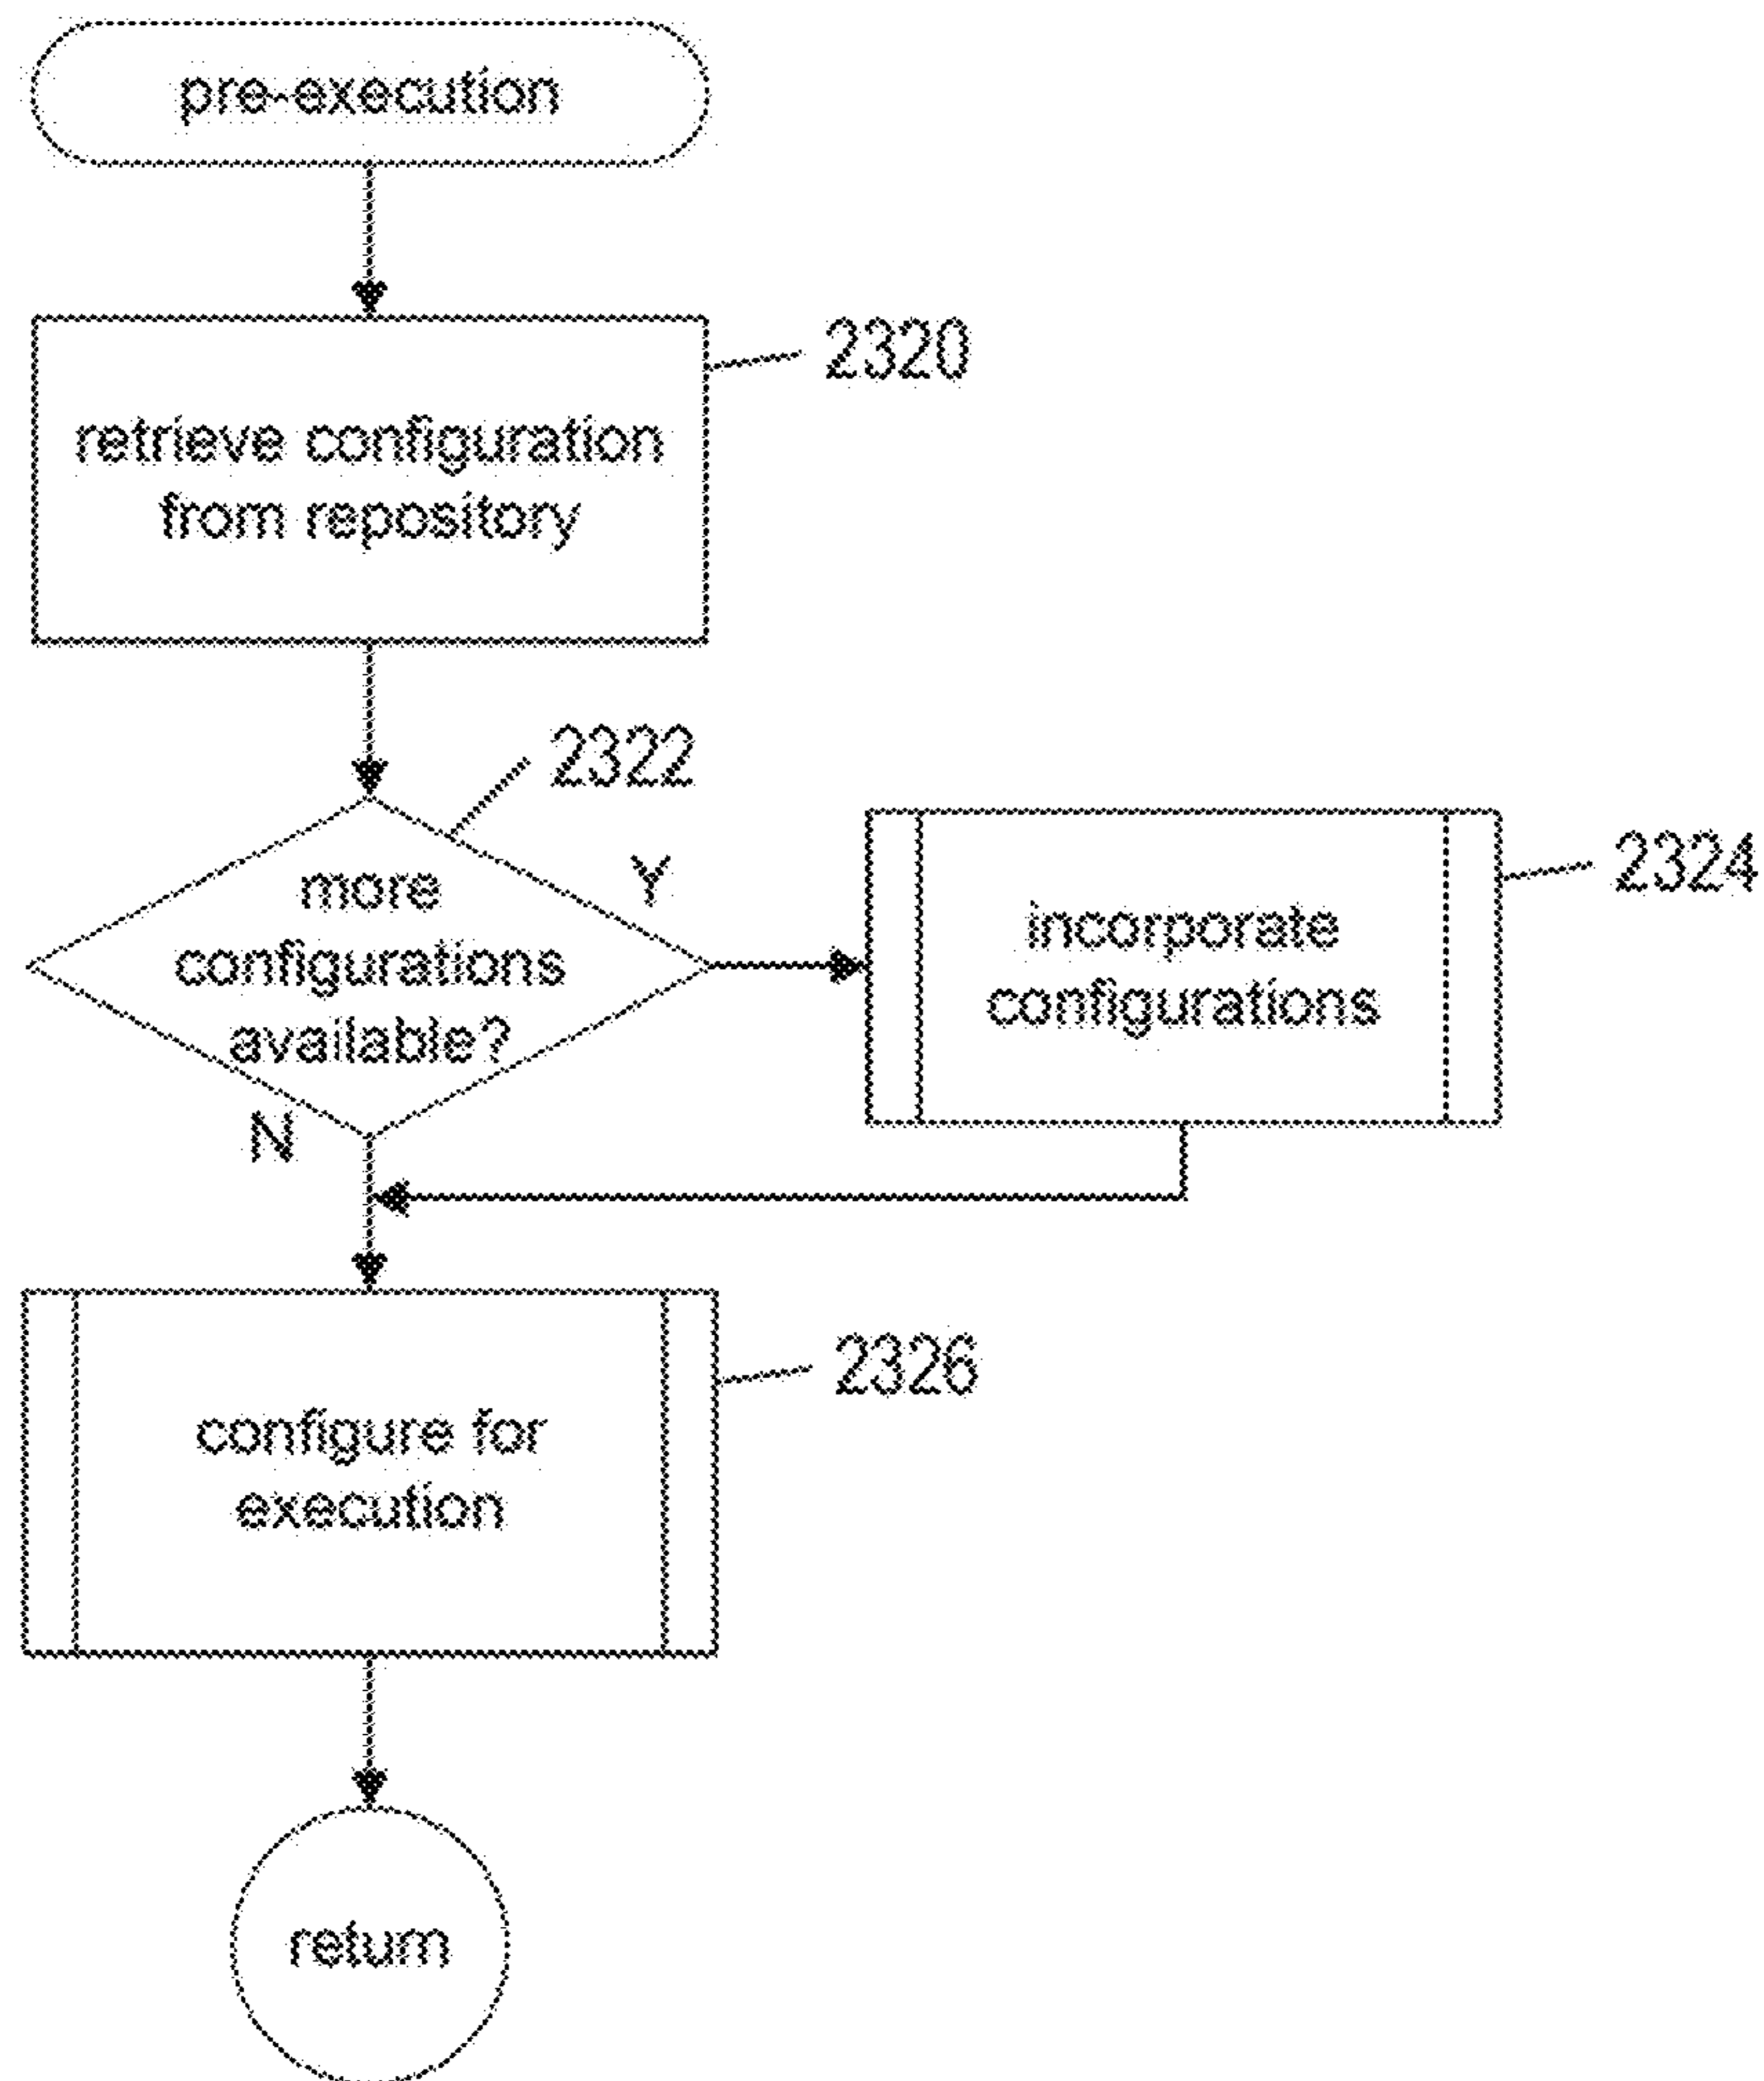 pre-execution
2320
retrieve configuration
from repository
2322
more
configurations
available?
Y
N
2324
incorporate
configurations
2326
configure for
execution
return